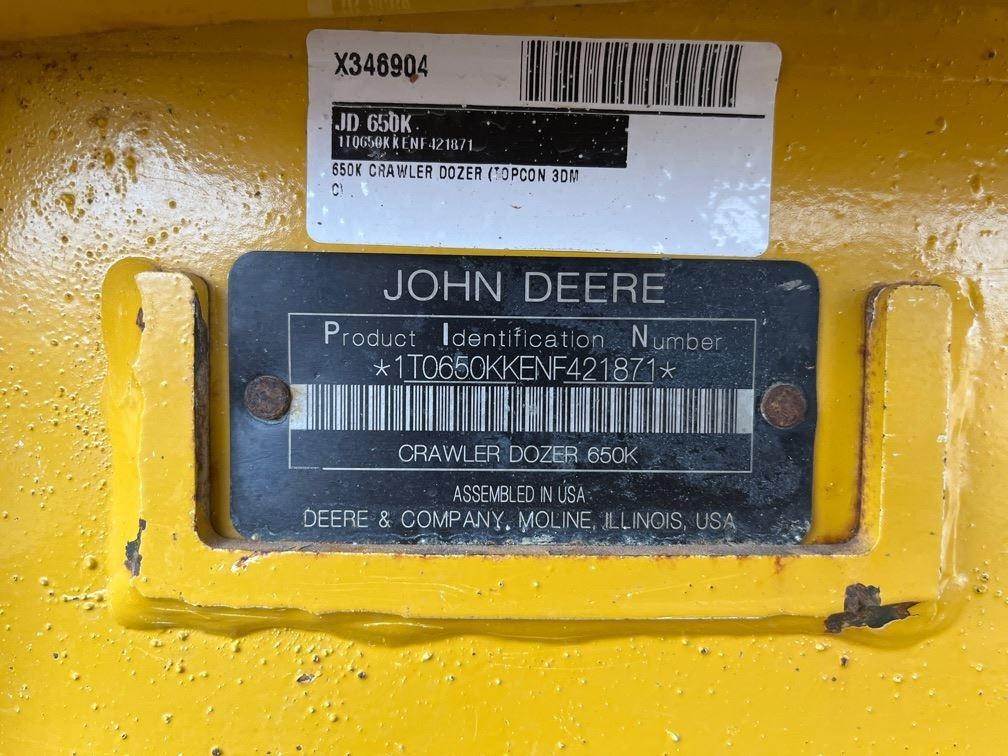 X346904
JD 650K
1T0650KKENF421871
650K CRAWLER DOZER (TOPCON 3DM
C)
JOHN DEERE
Product Identification Number
*1T0650KKENF421871*
CRAWLER DOZER 650K
ASSEMBLED IN USA
DEERE & COMPANY, MOLINE, ILLINOIS, USA